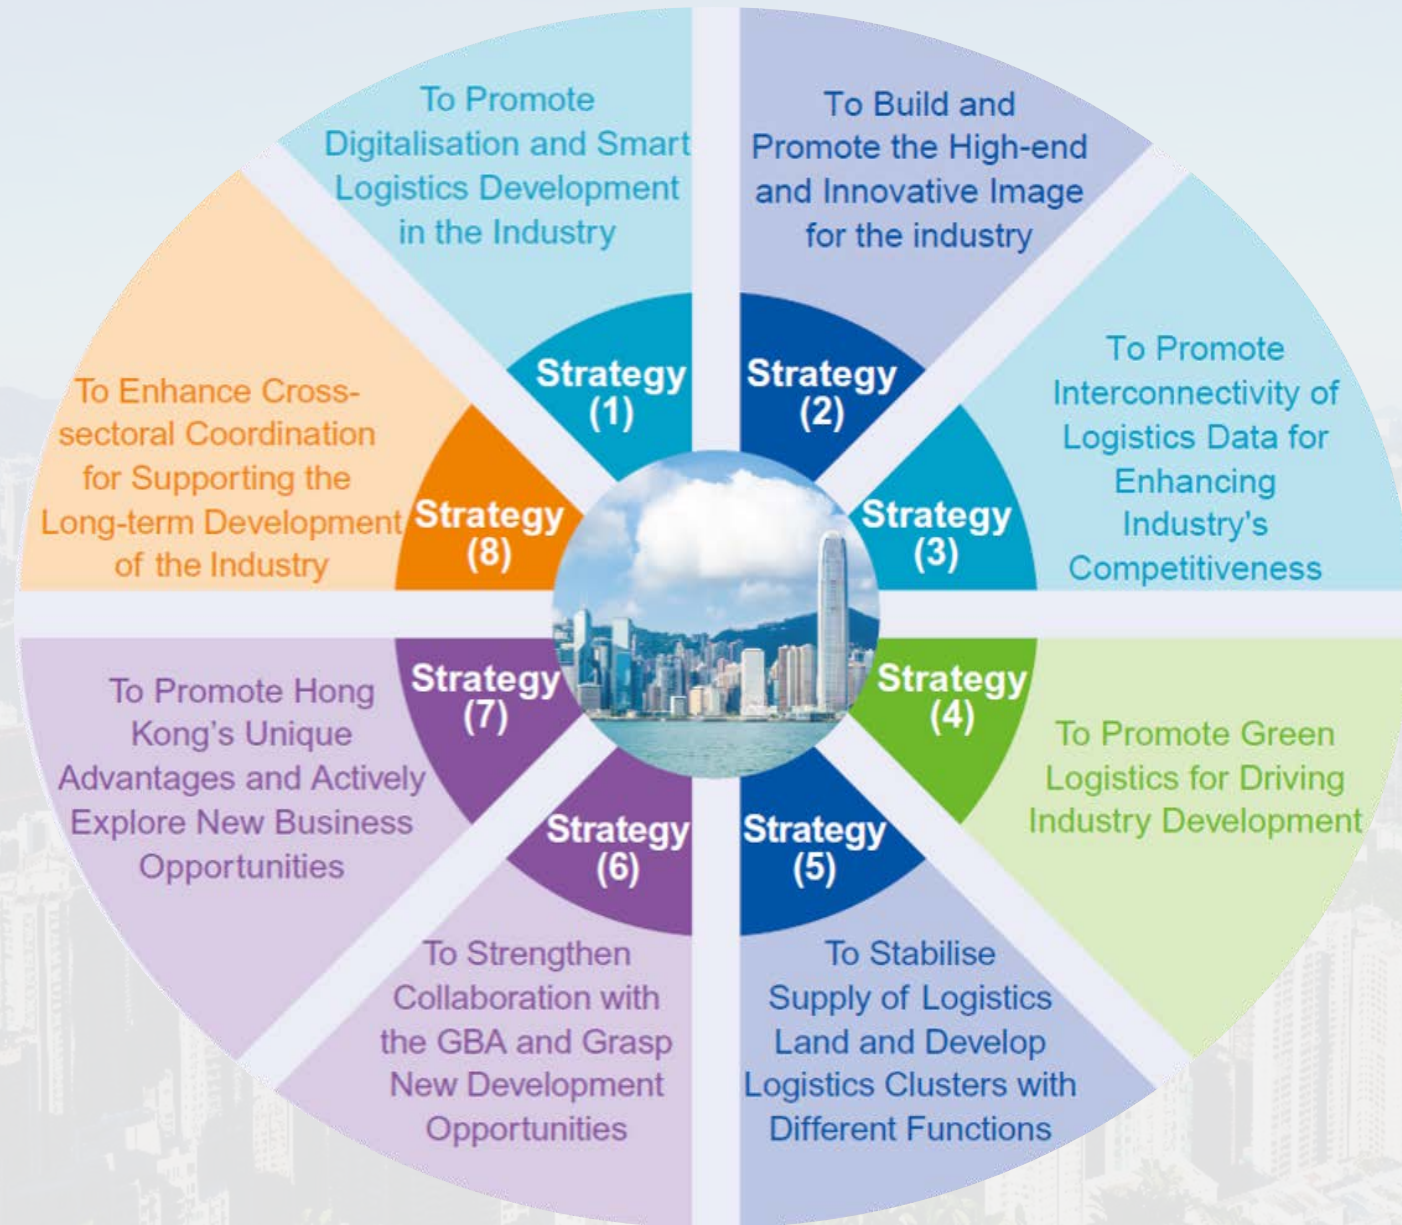 To Promote
Digitalisation and Smart
Logistics Development
in the Industry
Strategy
(1)
To Build and
Promote the High-end
and Innovative Image
for the industry
Strategy
(2)
To Promote
Interconnectivity of
Logistics Data for
Enhancing
Industry's
Competitiveness
Strategy
(3)
To Promote Green
Logistics for Driving
Industry Development
Strategy
(4)
To Stabilise
Supply of Logistics
Land and Develop
Logistics Clusters with
Different Functions
Strategy
(5)
To Strengthen
Collaboration with
the GBA and Grasp
New Development
Opportunities
Strategy
(6)
To Promote Hong
Kong's Unique
Advantages and Actively
Explore New Business
Opportunities
Strategy
(7)
To Enhance Cross-
sectoral Coordination
for Supporting the
Long-term Development
of the Industry
Strategy
(8)